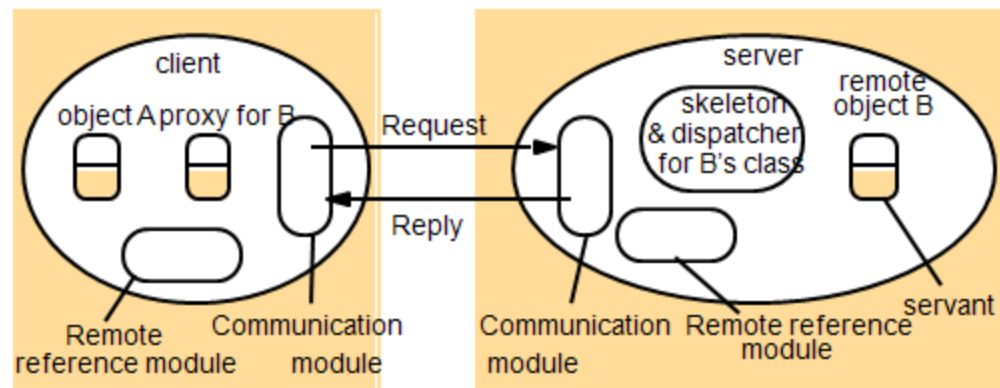 client
object A proxy for B
Remote
reference module
Communication
module
Request
Reply
server
skeleton
& dispatcher
for B's class
remote
object B
Communication
module
Remote reference
module
servant